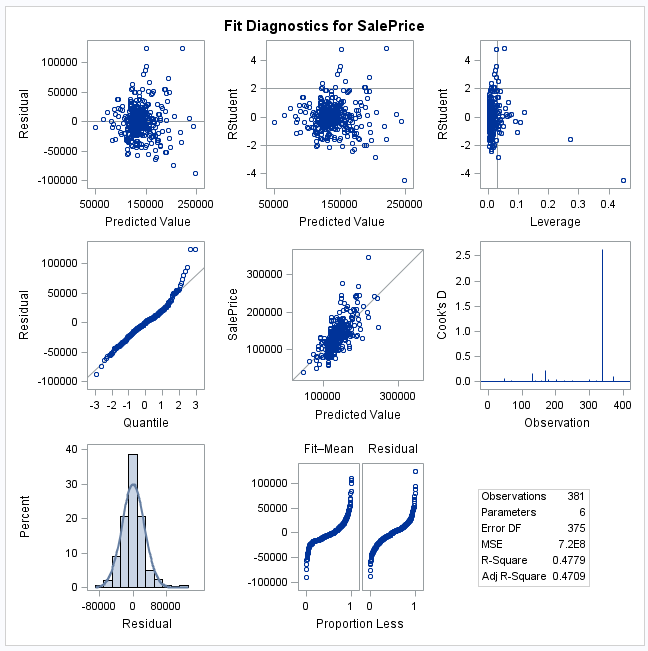 Fit Diagnostics for SalePrice
Residual
100000
50000
0
-50000
-100000
50000 150000 250000
Predicted Value
RStudent
4
2
0
-2
-4
50000 150000 250000
Predicted Value
RStudent
4
2
0
-2
-4
0.0 0.2 0.4
Leverage
Residual
100000
50000
0
-50000
-100000
-3 -2 -1 0 1 2 3
Quantile
SalePrice
300000
200000
100000
100000 300000
Predicted Value
Cook's D
2.5
2.0
1.5
1.0
0.5
0.0
0 100 200 300 400
Observation
Percent
40
30
20
10
0
-80000 0 80000
Residual
Fit–Mean Residual
100000
50000
0
-50000
-100000
0 1 0 1
Proportion Less
Observations 381
Parameters 6
Error DF 375
MSE 7.2E8
R-Square 0.4779
Adj R-Square 0.4709